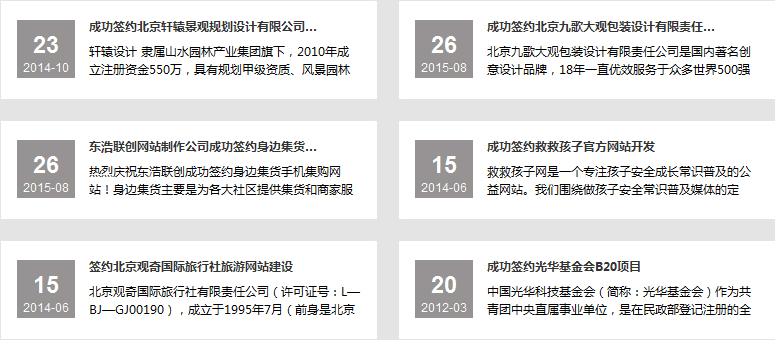 23
2014-10
成功签约北京轩辕景观规划设计有限公司...
轩辕设计 隶属山水园林产业集团旗下，2010年成
立注册资金550万，具有规划甲级资质、风景园林
26
2015-08
成功签约北京九歌大观包装设计有限责任...
北京九歌大观包装设计有限责任公司是国内著名创
意设计品牌，18年一直优效服务于众多世界500强
26
2015-08
东浩联创网站制作公司成功签约身边集货...
热烈庆祝东浩联创成功签约身边集货手机集购网
站！身边集货主要是为各大社区提供集货和商家服
15
2014-06
成功签约救救孩子官方网站开发
救救孩子网是一个专注孩子安全成长常识普及的公
益网站。我们围绕做孩子安全常识普及媒体的定
15
2014-06
签约北京观奇国际旅行社旅游网站建设
北京观奇国际旅行社有限责任公司（许可证号：L—
BJ—GJ00190），成立于1995年7月（前身是北京
20
2012-03
成功签约光华基金会B20项目
中国光华科技基金会（简称：光华基金会）作为共
青团中央直属事业单位，是在民政部登记注册的全